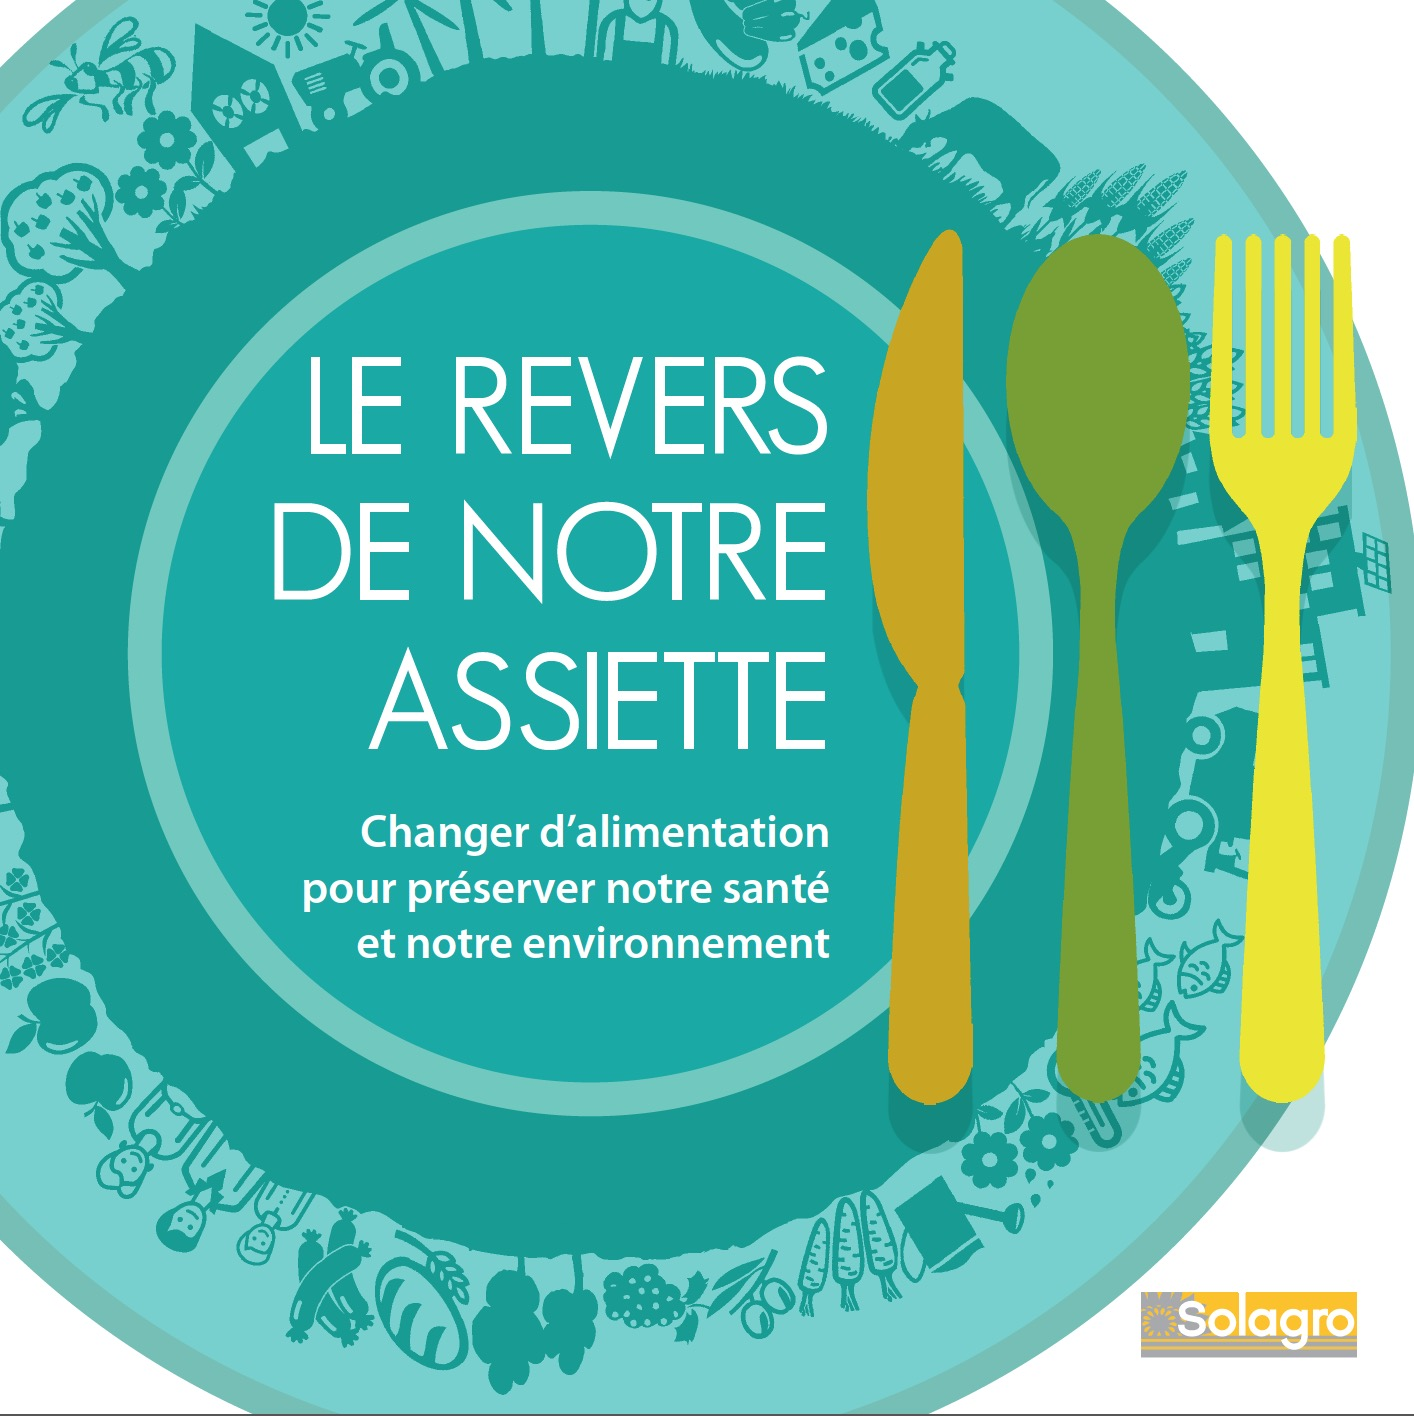 LE REVERS
DE NOTRE
ASSIETTE
Changer d’alimentation
pour préserver notre santé
et notre environnement
Solagro